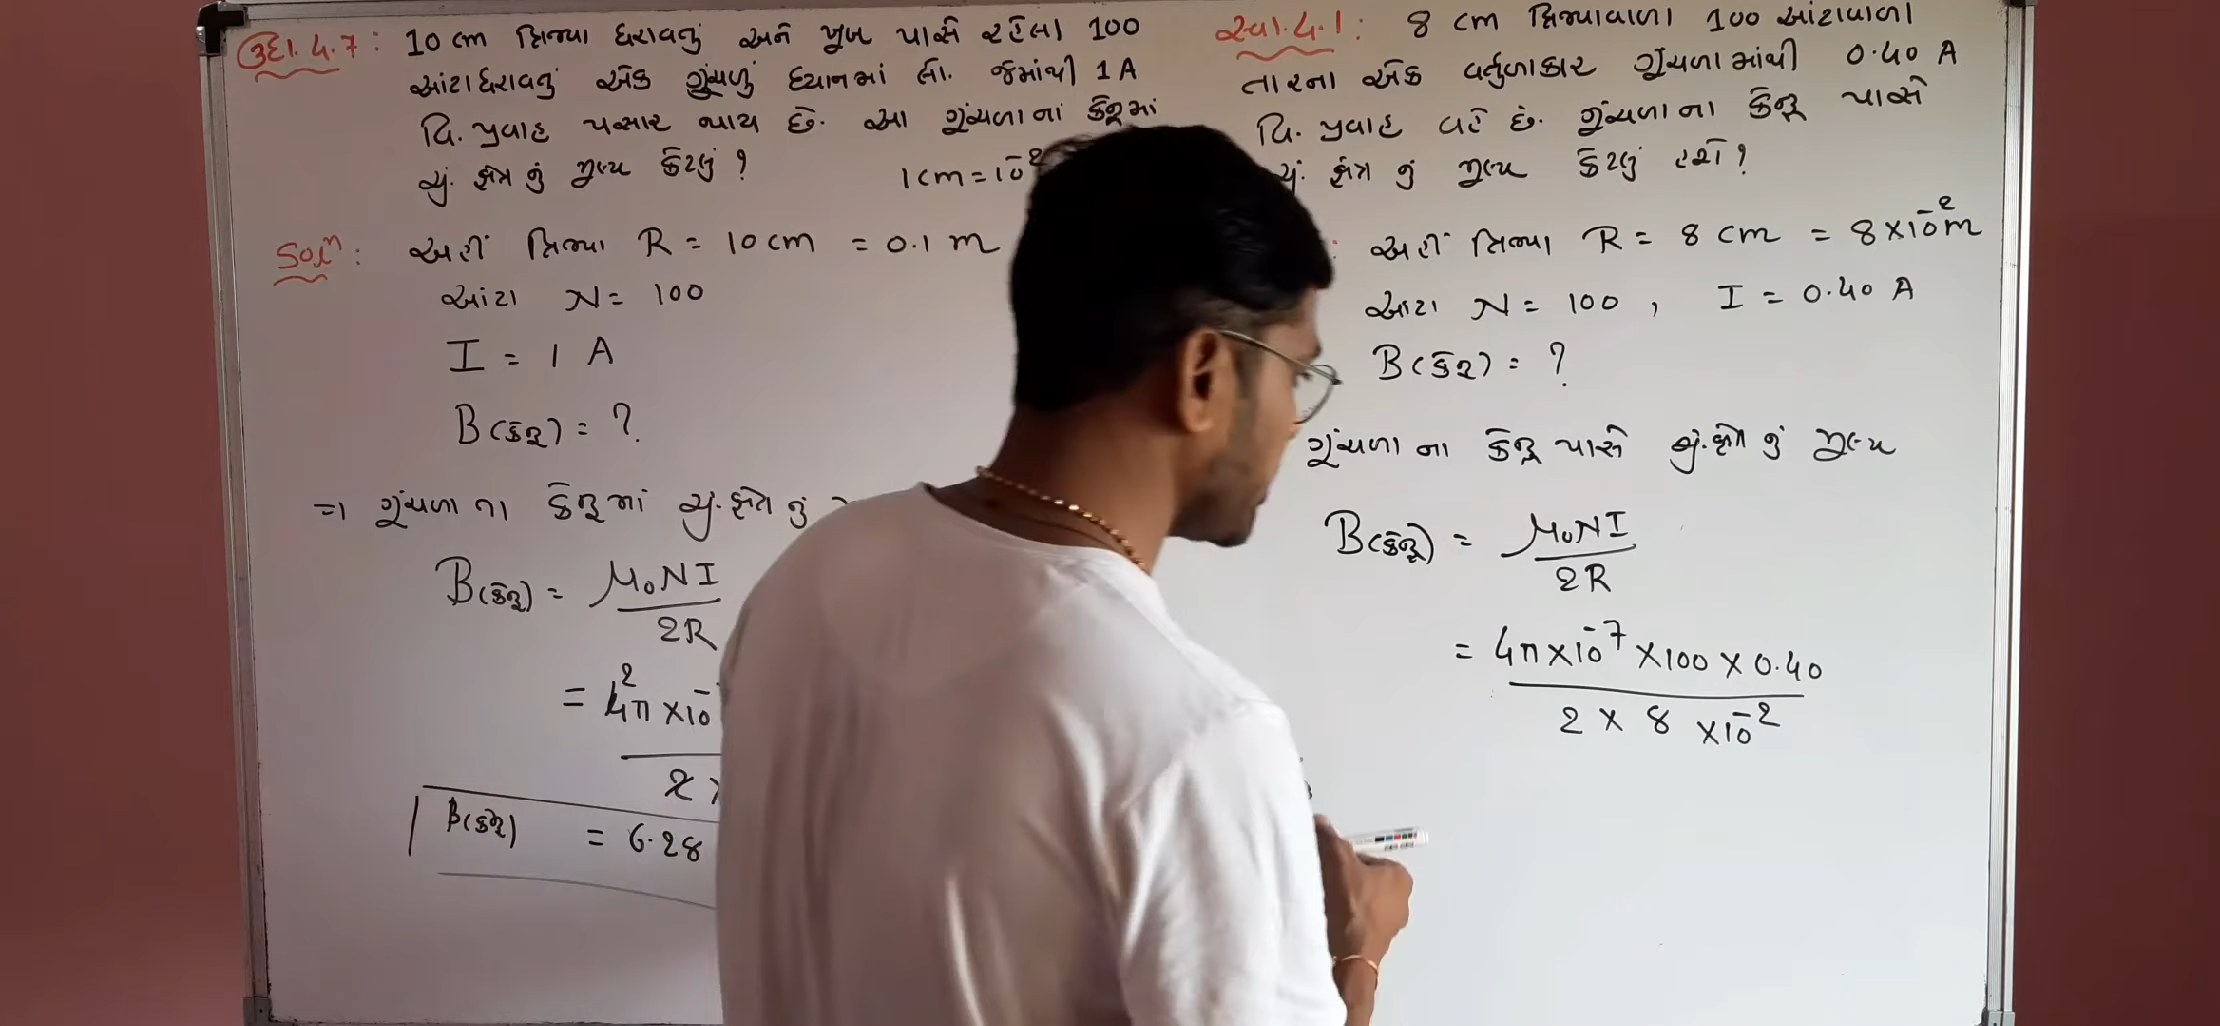 ઉદા. 4.7 : 10 cm ત્રિજ્યા ધરાવતું અને ખુબ પાસે રહેલા 100
આંટા ધરાવતું એક ગૂંચળું ધ્યાનમાં લો. જેમાંથી 1 A
વિ. પ્રવાહ પસાર થાય છે. આ ગૂંચળાનાં કેન્દ્રમાં
ચું. ક્ષેત્ર નું મૂલ્ય કેટલું ? 1 cm = 10⁻²
Solⁿ : અહીં ત્રિજ્યા R = 10 cm = 0.1 m
આંટા N = 100
I = 1 A
B(કેન્દ્ર) = ?
⇒ ગૂંચળા ના કેન્દ્રમાં ચું. ક્ષેત્ર નું
B(કેન્દ્ર) = μ₀NI
2R
= 4π × 10⁻
2
2
B(કેન્દ્ર) = 6.28
સ્વા. 4.1 : 8 cm ત્રિજ્યાવાળા 100 આંટાવાળા
તારના એક વર્તુળાકાર ગૂંચળામાંથી 0.40 A
વિ. પ્રવાહ વહે છે. ગૂંચળાના કેન્દ્ર પાસે
ચું. ક્ષેત્ર નું મૂલ્ય કેટલું હશે ?
: અહીં ત્રિજ્યા R = 8 cm = 8 × 10⁻² m
આંટા N = 100 , I = 0.40 A
B(કેન્દ્ર) = ?
ગૂંચળા ના કેન્દ્ર પાસે ચું. ક્ષેત્ર નું મૂલ્ય
B(કેન્દ્ર) = μ₀NI
2R
= 4π × 10⁻⁷ × 100 × 0.40
2 × 8 × 10⁻²